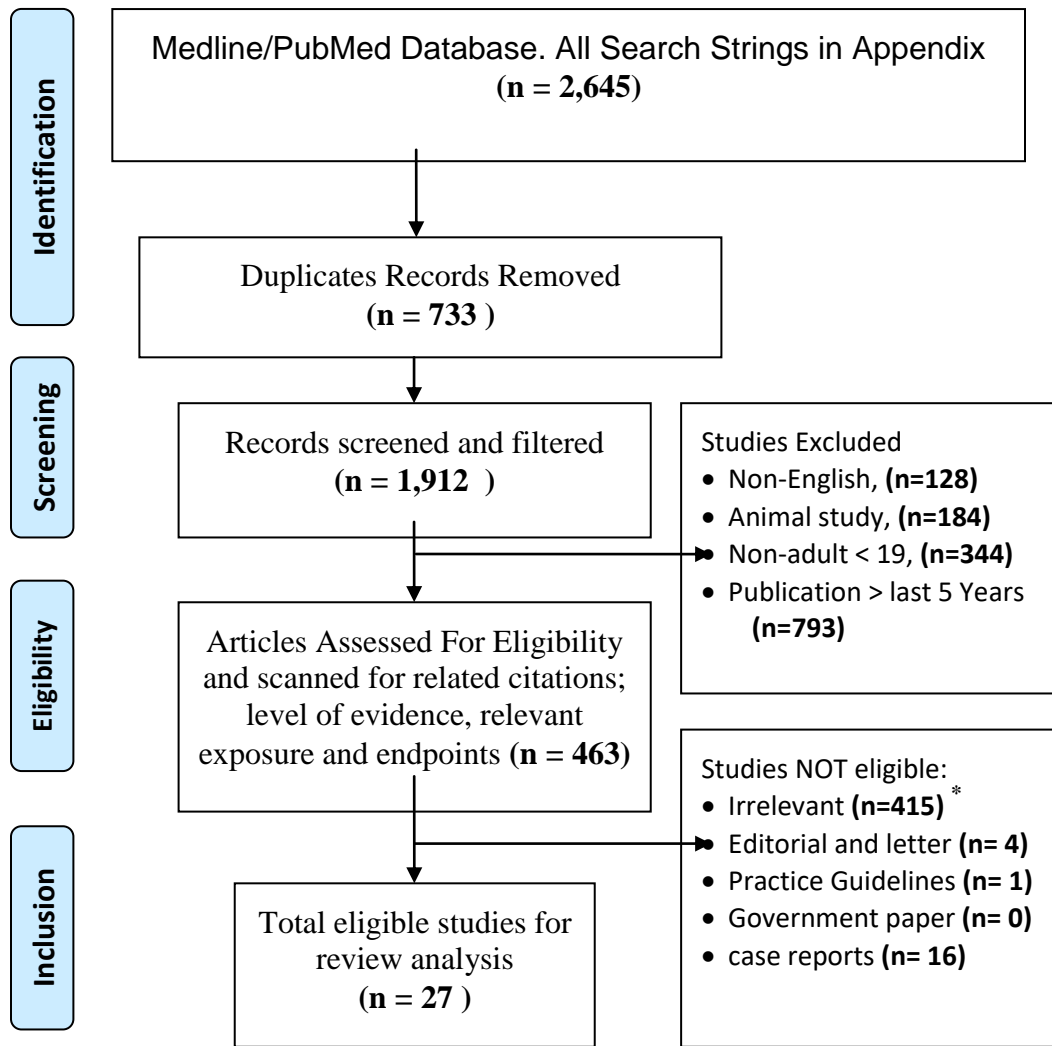 Identification
Medline/PubMed Database. All Search Strings in Appendix
(n = 2,645)
Duplicates Records Removed
(n = 733 )
Screening
Records screened and filtered
(n = 1,912 )
Studies Excluded
• Non-English, (n=128)
• Animal study, (n=184)
• Non-adult < 19, (n=344)
• Publication > last 5 Years
(n=793)
Eligibility
Articles Assessed For Eligibility
and scanned for related citations;
level of evidence, relevant
exposure and endpoints (n = 463)
Studies NOT eligible:
• Irrelevant (n=415) *
• Editorial and letter (n= 4)
• Practice Guidelines (n= 1)
• Government paper (n= 0)
• case reports (n= 16)
Inclusion
Total eligible studies for
review analysis
(n = 27 )